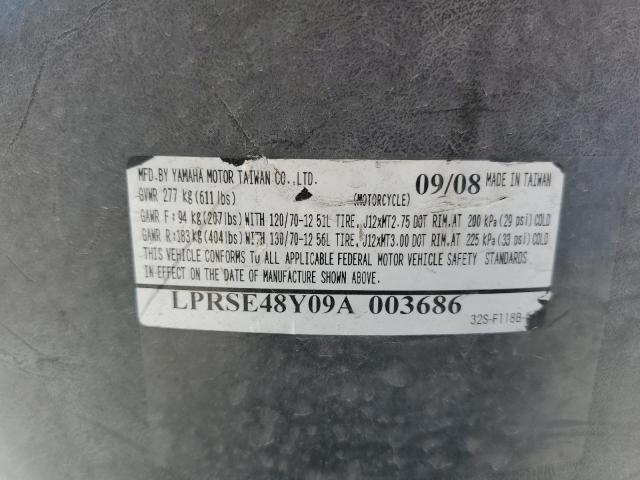 MFD.BY YAMAHA MOTOR TAIWAN CO.,LTD. 09/08 MADE IN TAIWAN
GVWR 277 kg(611 lbs) (MOTORCYCLE)
GAWR F: 94 kg(207lbs)WITH 120/70-12 51L TIRE, J12xMT2.75 DOT RIM.AT 200 kPa(29 psi)COLD
GAWR R:183 kg(404lbs)WITH 130/70-12 56L TIRE, J12xMT3.00 DOT RIM.AT 225 kPa(33 psi)COLD
THIS VEHICLE CONFORMS TO ALL APPLICABLE FEDERAL MOTOR VEHICLE SAFETY STANDARDS
IN EFFECT ON THE DATE OF MANUFACTURE SHOWN ABOVE.
LPRSE48Y09A 003686
32S-F118B-